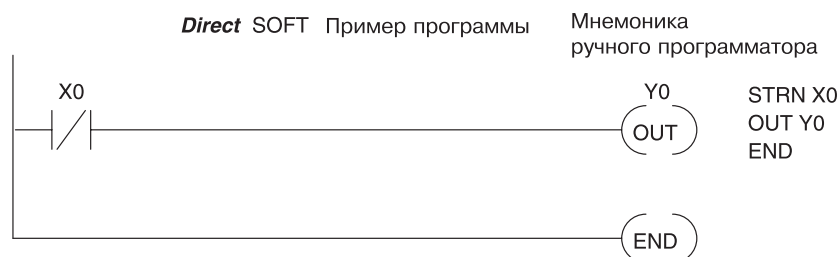 Direct SOFT Пример программы
Мнемоника
ручного программатора
X0
Y0
OUT
STRN X0
OUT Y0
END
END